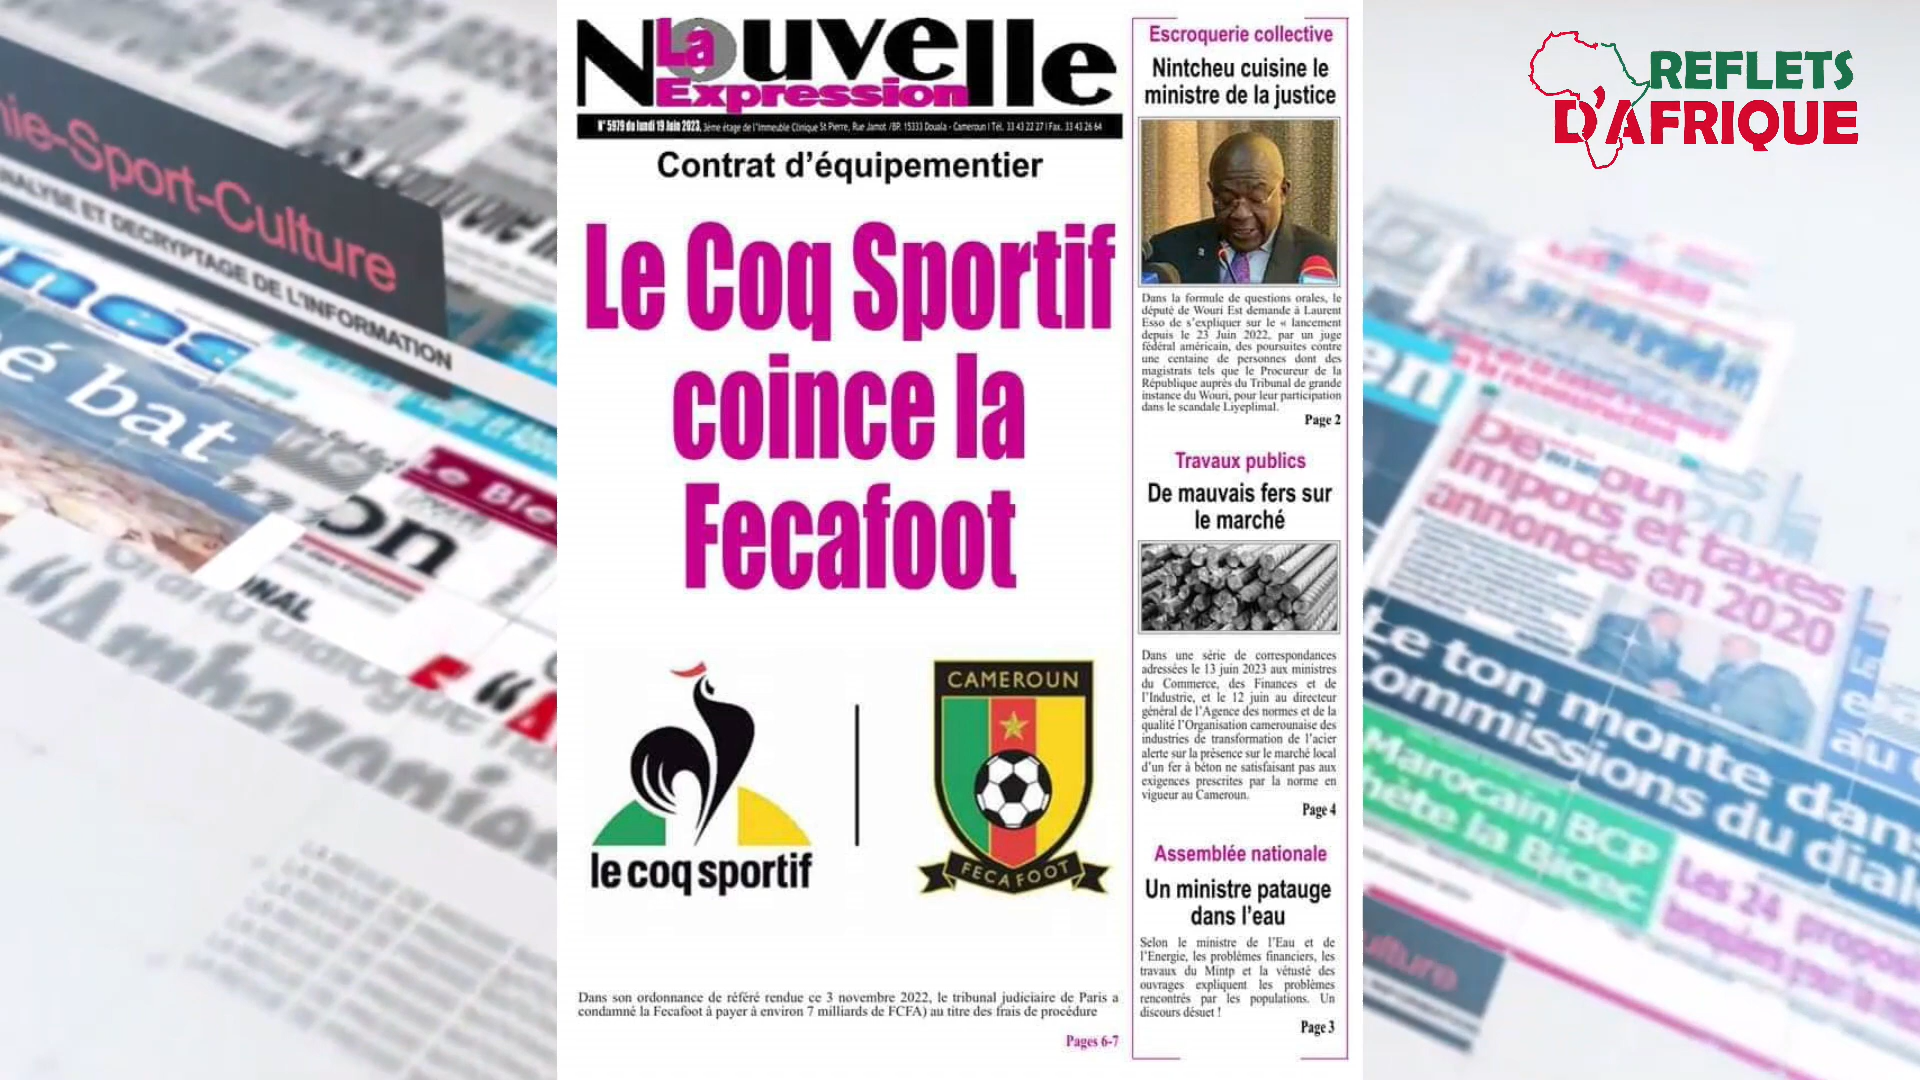 La Nouvelle Expression
N° 5979 du lundi 19 Juin 2023, 3ème étage de l'Immeuble Clinique St Pierre, Rue Jamot /BP. 15333 Douala - Cameroun I Tél. 33 43 22 27 I Fax. 33 43 26 64
Contrat d'équipementier
Le Coq Sportif
coince la
Fecafoot
le coq sportif
CAMEROUN
FECAFOOT
Dans son ordonnance de référé rendue ce 3 novembre 2022, le tribunal judiciaire de Paris a
condamné la Fecafoot à payer à environ 7 milliards de FCFA) au titre des frais de procédure
Pages 6-7
Escroquerie collective
Nintcheu cuisine le
ministre de la justice
Dans la formule de questions orales, le
député de Wouri Est demande à Laurent
Esso de s'expliquer sur le « lancement
depuis le 23 Juin 2022, par un juge
fédéral américain, des poursuites contre
une centaine de personnes dont des
magistrats tels que le Procureur de la
République auprès du Tribunal de grande
instance du Wouri, pour leur participation
dans le scandale Liyeplimal.
Page 2
Travaux publics
De mauvais fers sur
le marché
Dans une série de correspondances
adressées le 13 juin 2023 aux ministres
du Commerce, des Finances et de
l'Industrie, et le 12 juin au directeur
général de l'Agence des normes et de la
qualité l'Organisation camerounaise des
industries de transformation de l'acier
alerte sur la présence sur le marché local
d'un fer à béton ne satisfaisant pas aux
exigences prescrites par la norme en
vigueur au Cameroun.
Page 4
Assemblée nationale
Un ministre patauge
dans l'eau
Selon le ministre de l'Eau et de
l'Energie, les problèmes financiers, les
travaux du Mintp et la vétusté des
ouvrages expliquent les problèmes
rencontrés par les populations. Un
discours désuet !
Page 3
REFLETS
D'AFRIQUE
nie-Sport-Culture
ANALYSE ET DECRYPTAGE DE L'INFORMATION
é bat
Le Ble
on
NAL
"Ambazonie
impots et taxes
annoncés en 2020
Le ton monte dans
Commissions du dial
Marocain BCP
hète la Bicec
Les 24 propos